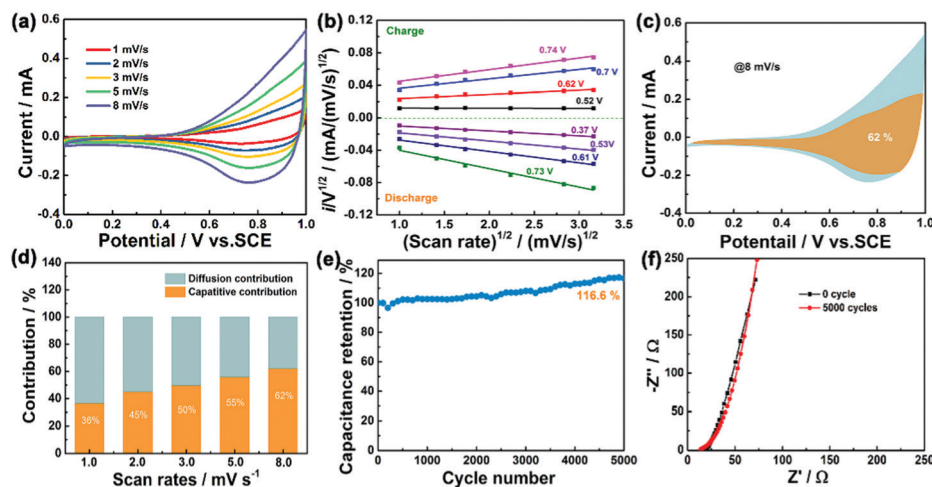 (a)
0.6
0.4
0.2
0.0
-0.2
-0.4
Current / mA
1 mV/s
2 mV/s
3 mV/s
5 mV/s
8 mV/s
0.0 0.2 0.4 0.6 0.8 1.0
Potential / V vs.SCE
(b)
0.12
0.08
0.04
0.00
-0.04
-0.08
-0.12
i/V^1/2 / (mA/(mV/s)^1/2)
Charge
0.74 V
0.7 V
0.62 V
0.52 V
0.37 V
0.53V
0.61 V
0.73 V
Discharge
0.5 1.0 1.5 2.0 2.5 3.0 3.5
(Scan rate)^1/2 / (mV/s)^1/2
(c)
0.6
0.4
0.2
0.0
-0.2
-0.4
Current / mA
@8 mV/s
62 %
0.0 0.2 0.4 0.6 0.8 1.0
Potentail / V vs.SCE
(d)
140
120
100
80
60
40
20
0
Contribution / %
Diffusion contribution
Capatitive contribution
36%
45%
50%
55%
62%
1.0 2.0 3.0 5.0 8.0
Scan rates / mV s^-1
(e)
120
100
80
60
40
20
0
Capacitance retention / %
116.6 %
0 1000 2000 3000 4000 5000
Cycle number
(f)
-250
-200
-150
-100
-50
0
-Z'' / Ω
0 cycle
5000 cycles
0 50 100 150 200 250
Z' / Ω